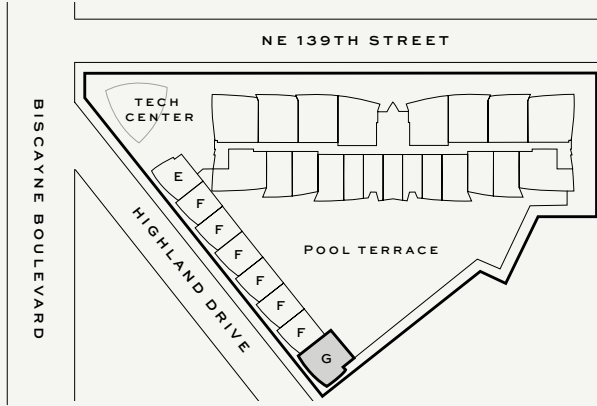 NE 139TH STREET
TECH
CENTER
BISCAYNE BOULEVARD
E
F
F
F
F
F
F
G
HIGHLAND DRIVE
POOL TERRACE